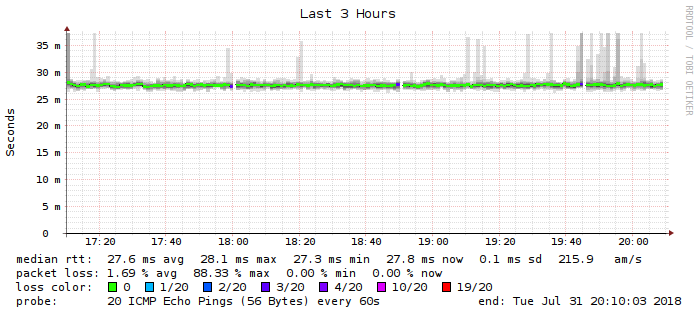 Last 3 Hours
RRDTOOL / TOBI OETIKER
Seconds
35 m
30 m
25 m
20 m
15 m
10 m
5 m
0
17:20 17:40 18:00 18:20 18:40 19:00 19:20 19:40 20:00
median rtt: 27.6 ms avg 28.1 ms max 27.3 ms min 27.8 ms now 0.1 ms sd 215.9 am/s
packet loss: 1.69 % avg 88.33 % max 0.00 % min 0.00 % now
loss color: 0 1/20 2/20 3/20 4/20 10/20 19/20
probe: 20 ICMP Echo Pings (56 Bytes) every 60s end: Tue Jul 31 20:10:03 2018